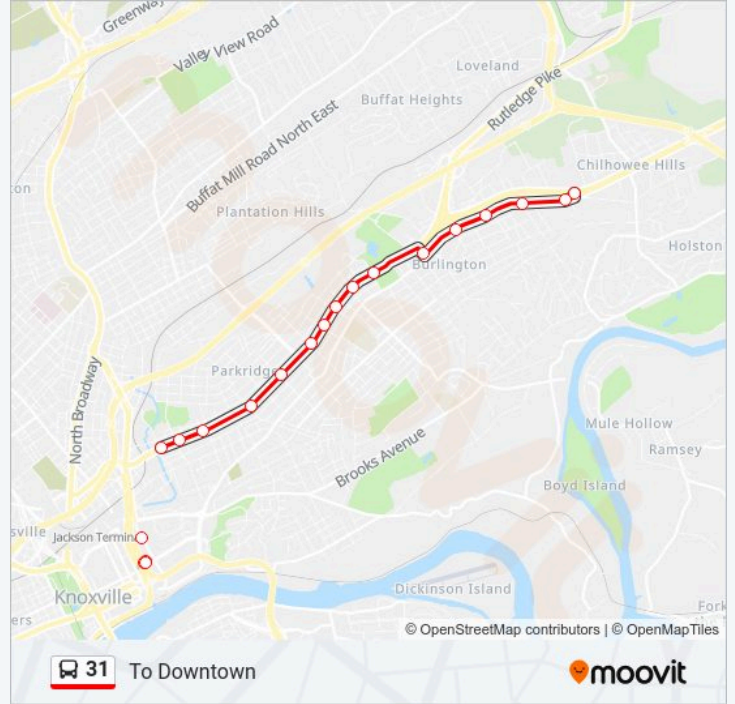 Greenway
Valley View Road
Loveland
Buffat Heights
Rutledge Pike
Buffat Mill Road North East
Chilhowee Hills
Plantation Hills
Holston
Burlington
Parkridge
North Broadway
Mule Hollow
Brooks Avenue
Ramsey
Boyd Island
sville
Jackson Termin
Dickinson Island
Knoxville
Fork
ers
© OpenStreetMap contributors | © OpenMapTiles
31 To Downtown
moovit